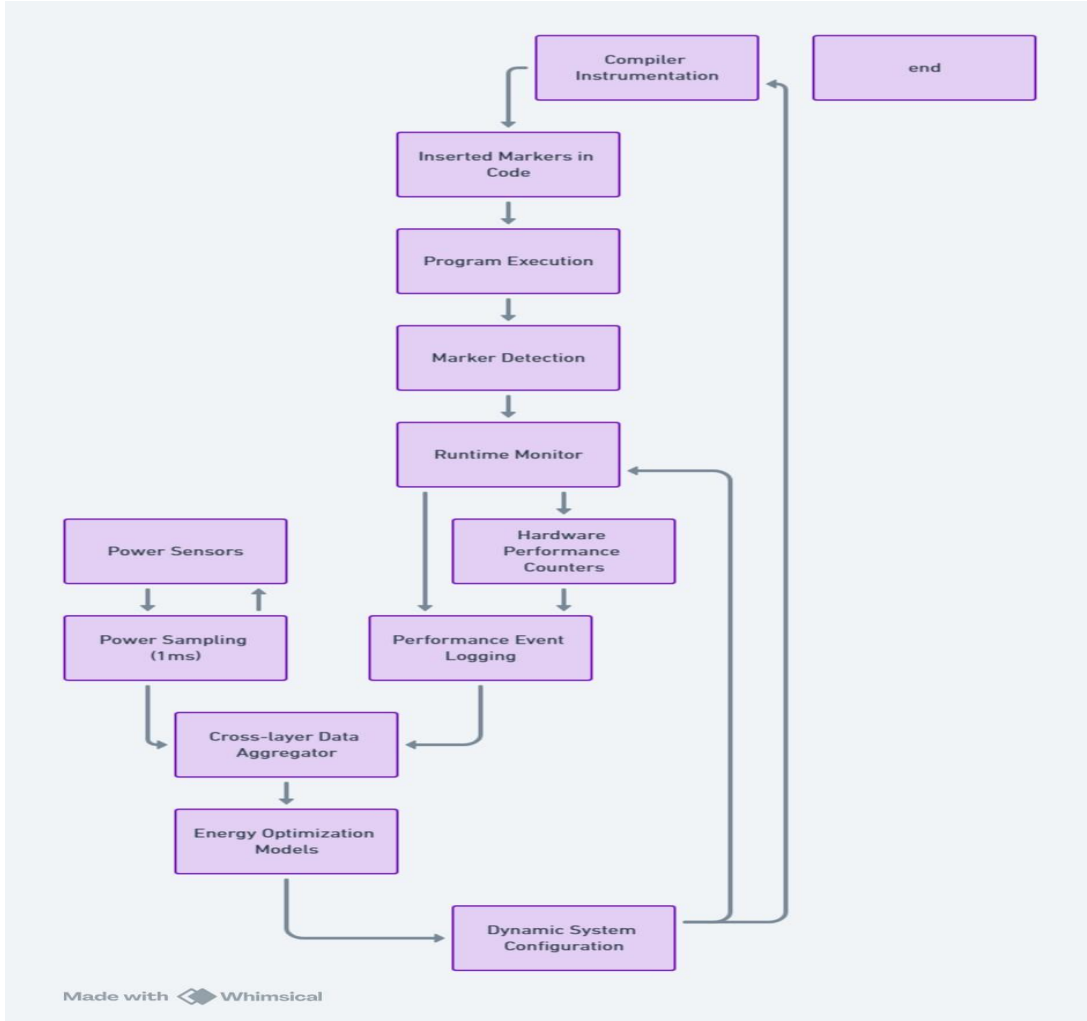 Compiler
Instrumentation
end
Inserted Markers in
Code
Program Execution
Marker Detection
Runtime Monitor
Power Sensors
Hardware
Performance
Counters
Power Sampling
(1ms)
Performance Event
Logging
Cross-layer Data
Aggregator
Energy Optimization
Models
Dynamic System
Configuration
Made with Whimsical